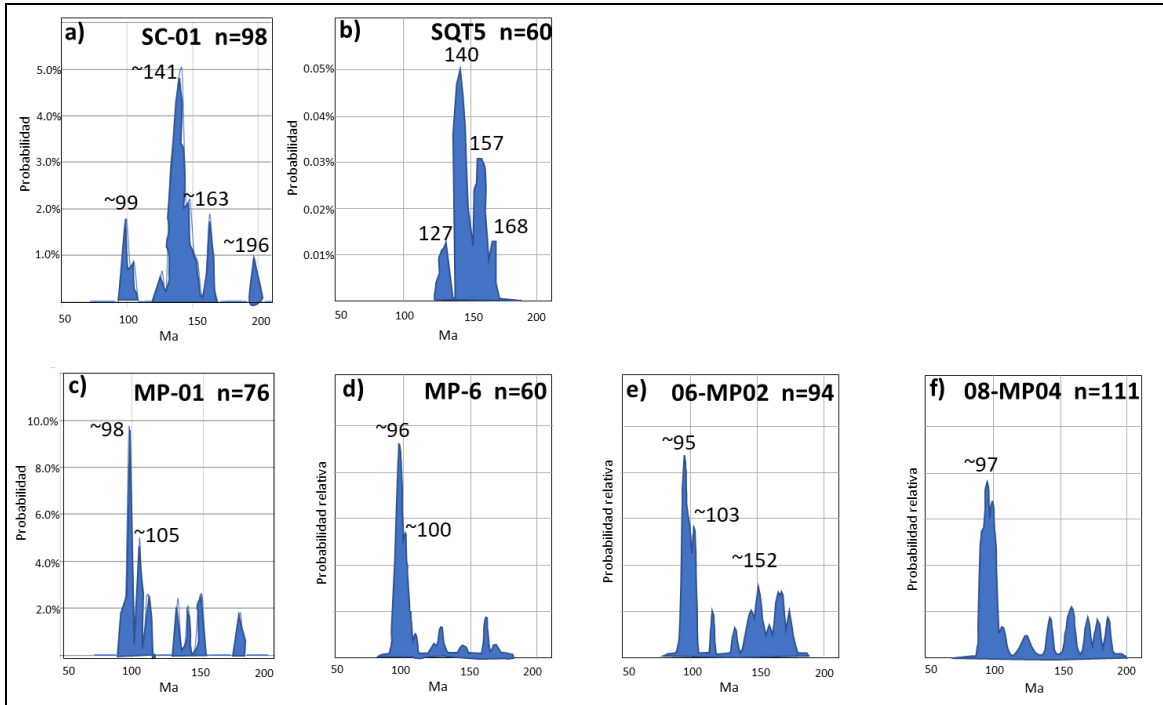 a) SC-01 n=98
5.0%
4.0%
3.0%
2.0%
1.0%
Probabilidad
~141
~99
~163
~196
50 100 150 200
Ma
b) SQT5 n=60
0.05%
0.04%
0.03%
0.02%
0.01%
Probabilidad
140
157
127
168
50 100 150 200
Ma
c) MP-01 n=76
10.0%
8.0%
6.0%
4.0%
2.0%
Probabilidad
~98
~105
50 100 150
Ma
d) MP-6 n=60
Probabilidad relativa
~96
~100
50 100 150 200
Ma
e) 06-MP02 n=94
Probabilidad relativa
~95
~103
~152
50 100 150 200
Ma
f) 08-MP04 n=111
Probabilidad relativa
~97
50 100 150 200
Ma